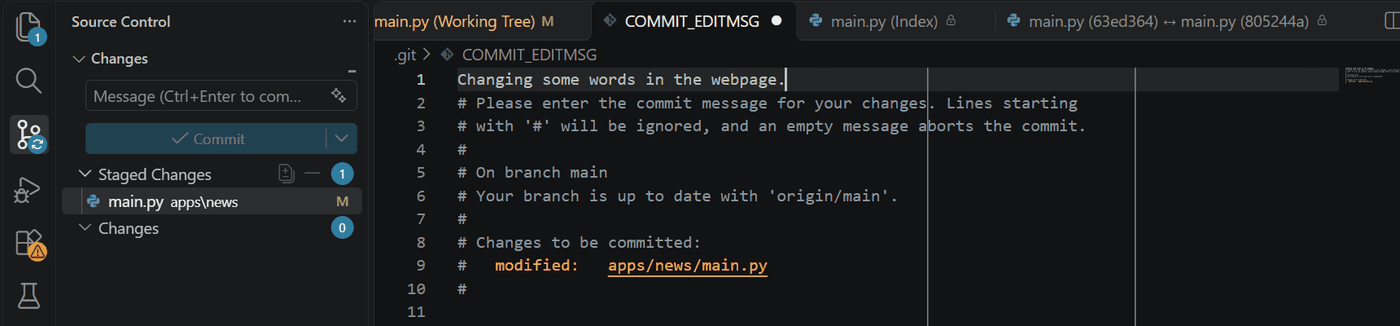 Source Control
Changes
Message (Ctrl+Enter to com...
Commit
Staged Changes 1
main.py apps\news M
Changes 0
1
main.py (Working Tree) M
COMMIT_EDITMSG
main.py (Index)
main.py (63ed364) ↔ main.py (805244a)
.git > COMMIT_EDITMSG
1 Changing some words in the webpage.
2 # Please enter the commit message for your changes. Lines starting
3 # with '#' will be ignored, and an empty message aborts the commit.
4 #
5 # On branch main
6 # Your branch is up to date with 'origin/main'.
7 #
8 # Changes to be committed:
9 # modified: apps/news/main.py
10 #
11